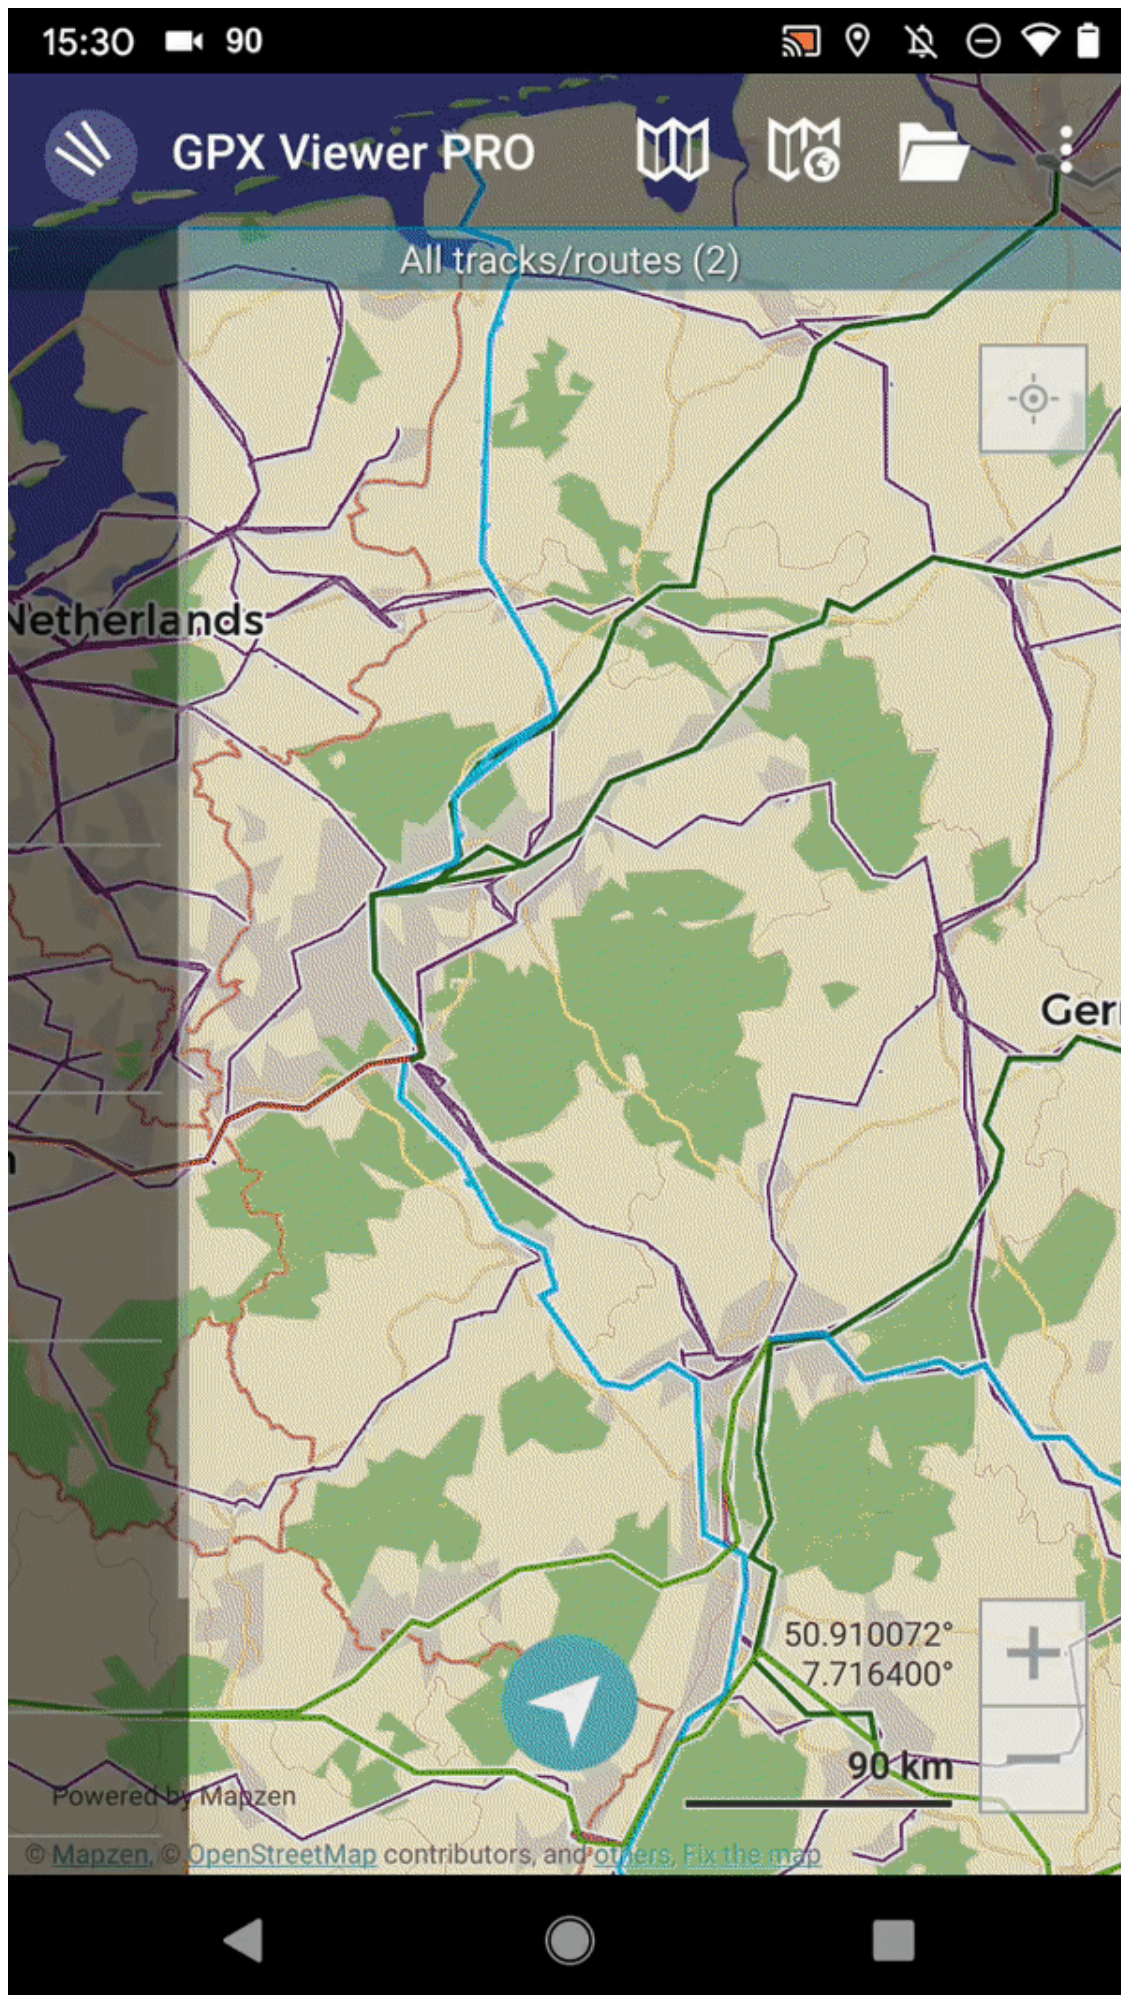 15:30 90
GPX Viewer PRO
All tracks/routes (2)
Netherlands
Ger
50.910072°
7.716400°
90 km
Powered by Mapzen
© Mapzen, © OpenStreetMap contributors, and others, Fix the map